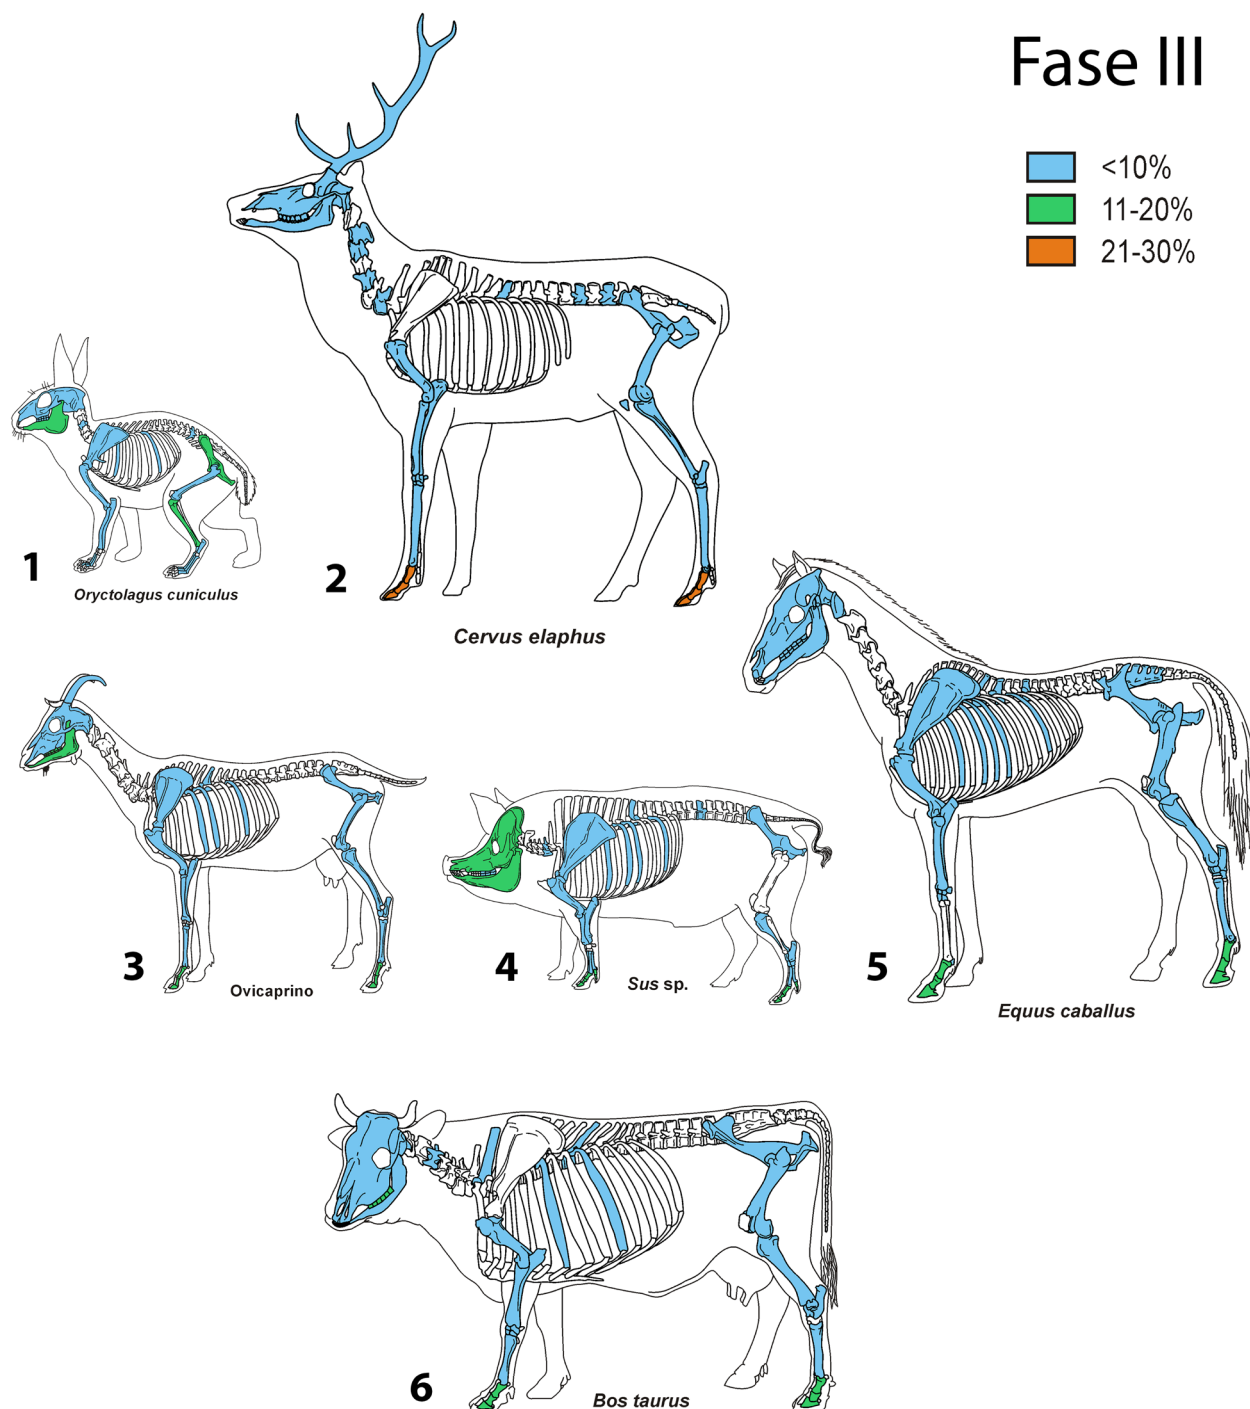 Fase III
<10%
11-20%
21-30%
1
Oryctolagus cuniculus
2
Cervus elaphus
3
Ovicaprino
4
Sus sp.
5
Equus caballus
6
Bos taurus